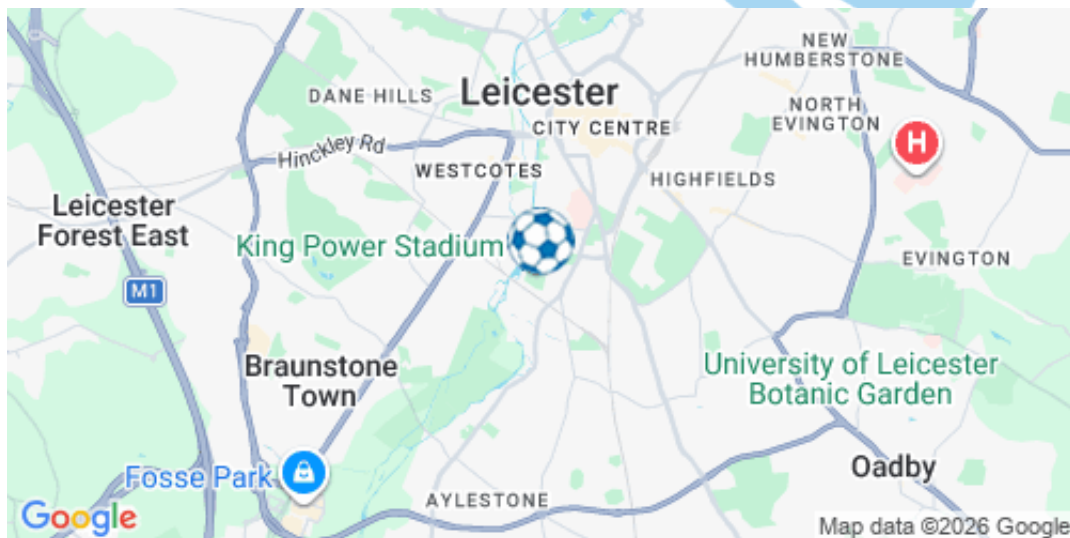 NEW
HUMBERSTONE
DANE HILLS
Leicester
NORTH
EVINGTON
CITY CENTRE
H
Hinckley Rd
WESTCOTES
HIGHFIELDS
Leicester
Forest East
King Power Stadium
EVINGTON
M1
Braunstone
Town
University of Leicester
Botanic Garden
Fosse Park
Oadby
AYLESTONE
Google
Map data ©2026 Google